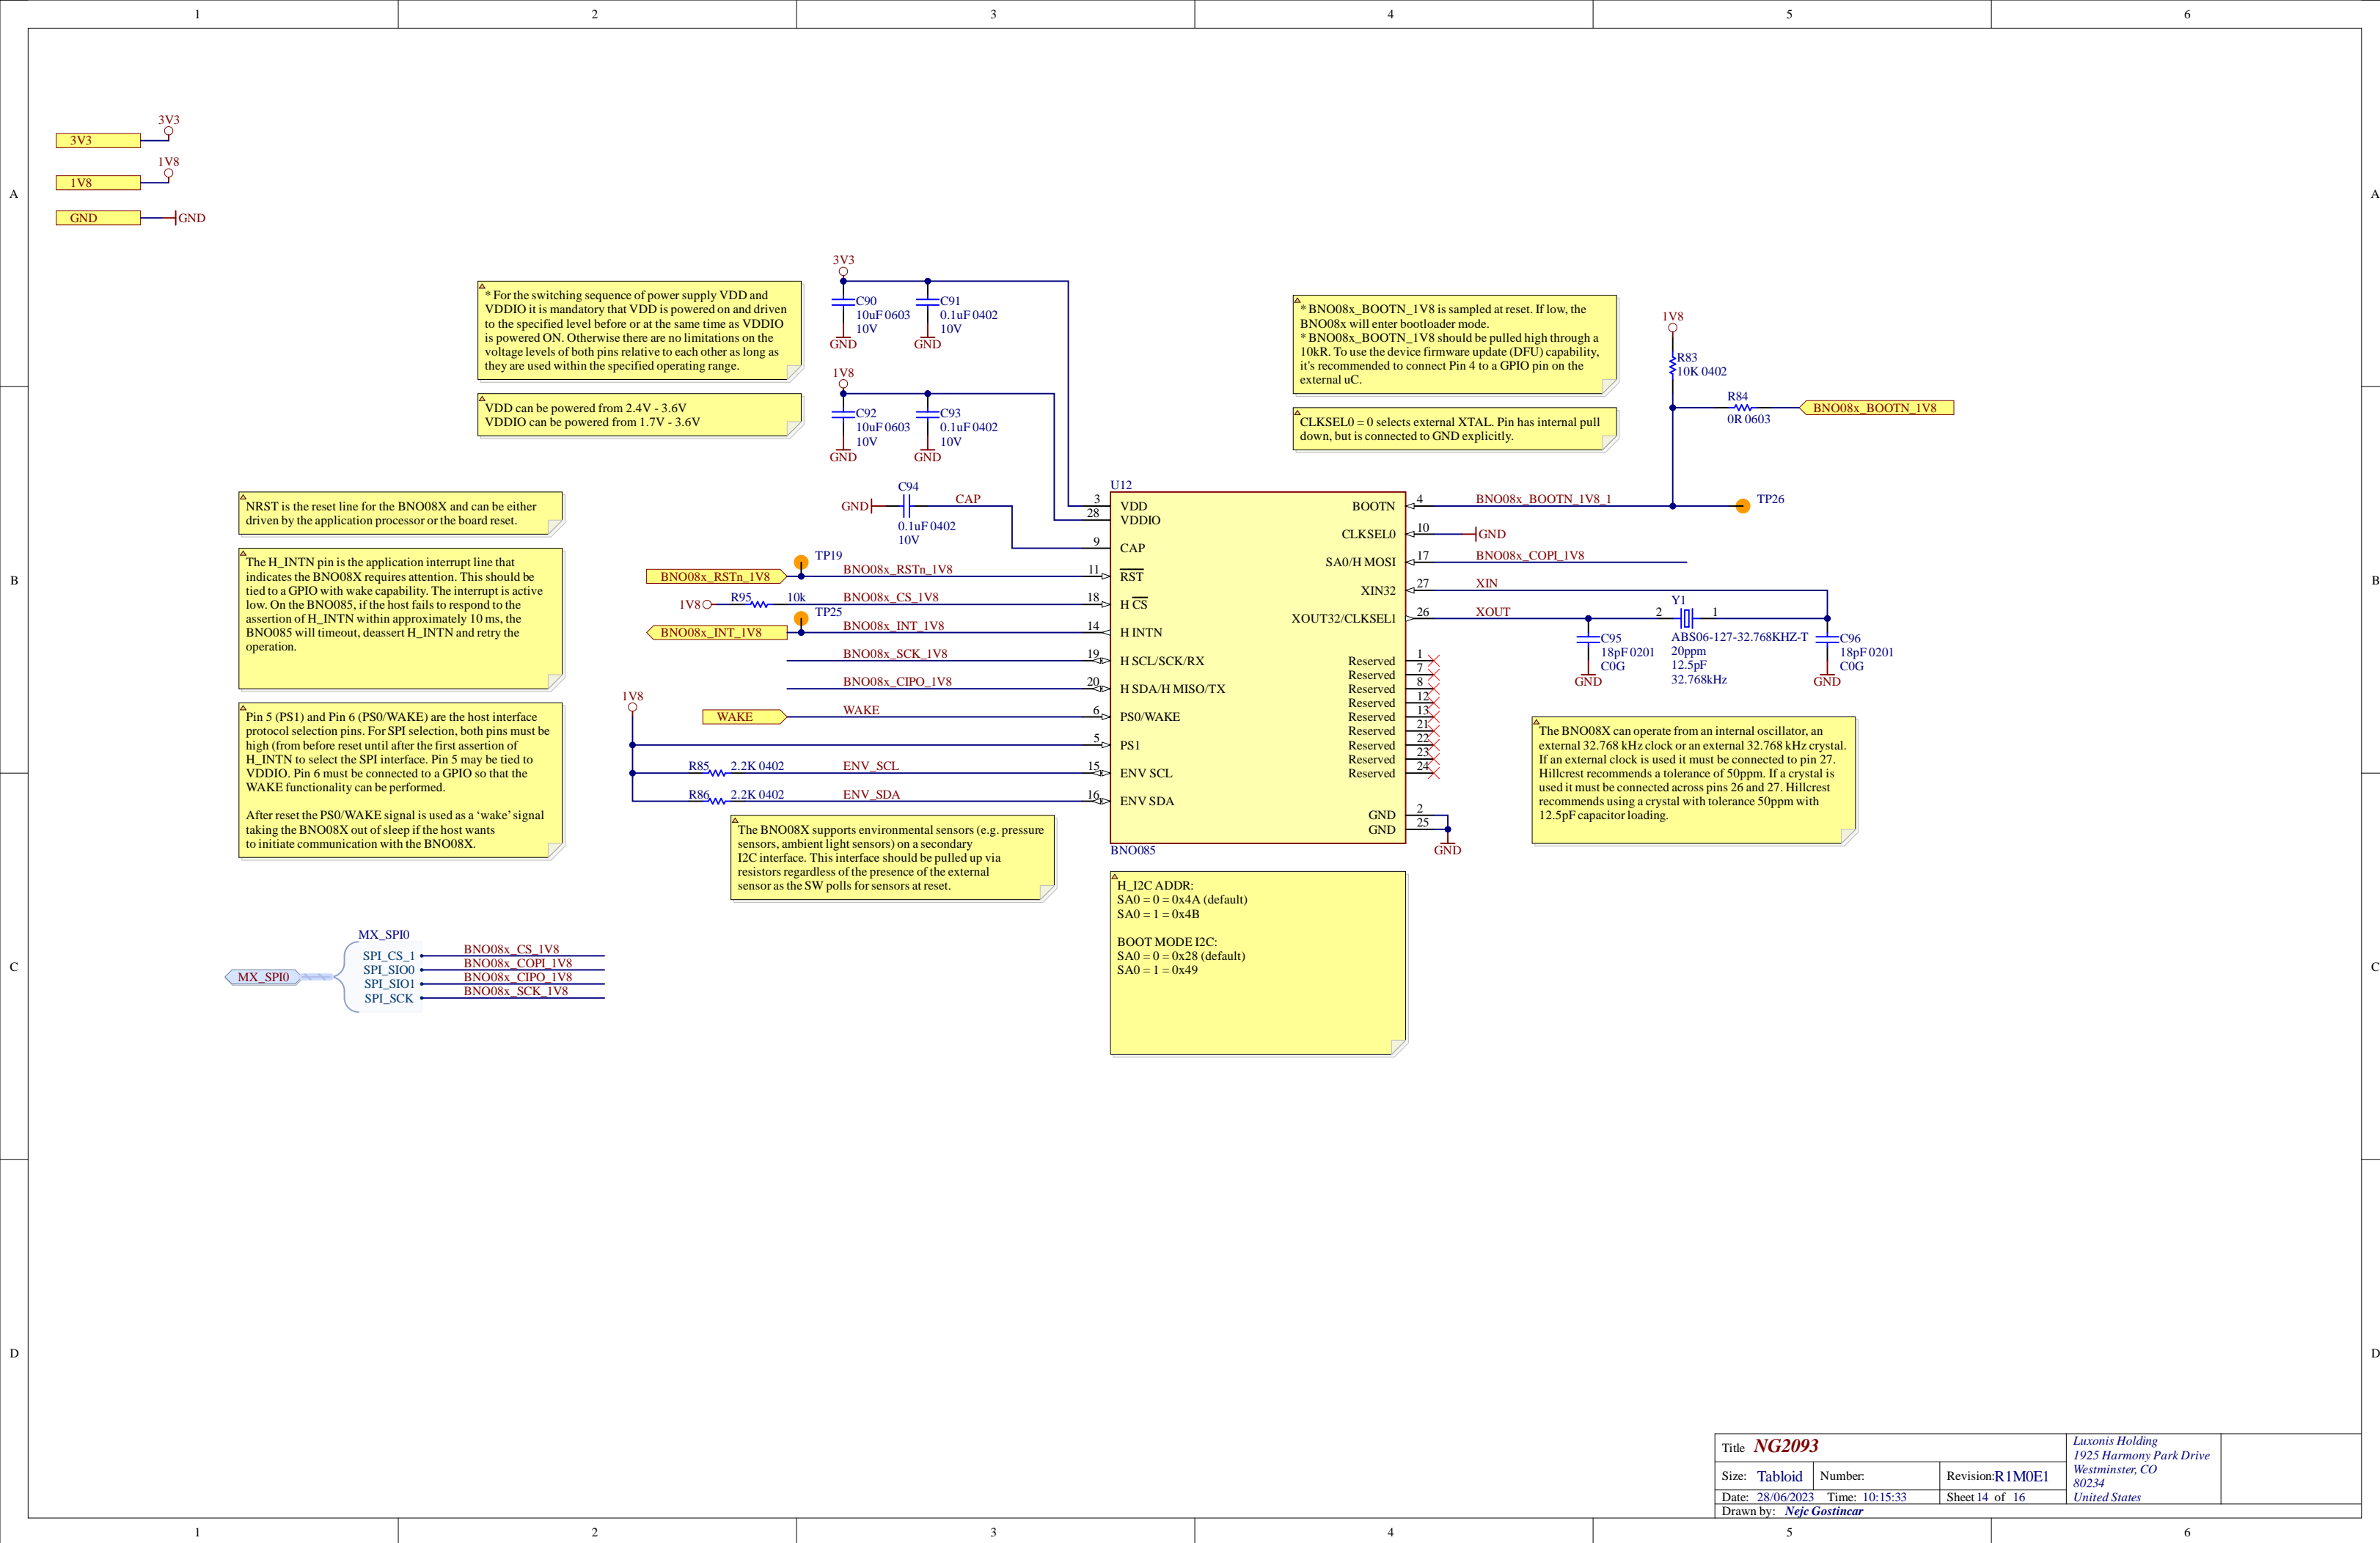 1 2 3 4 5 6
A
A
B
B
C
C
D
D
3V3
3V3
1V8
1V8
GND
GND
* For the switching sequence of power supply VDD and
VDDIO it is mandatory that VDD is powered on and driven
to the specified level before or at the same time as VDDIO
is powered ON. Otherwise there are no limitations on the
voltage levels of both pins relative to each other as long as
they are used within the specified operating range.
VDD can be powered from 2.4V - 3.6V
VDDIO can be powered from 1.7V - 3.6V
3V3
C90
10uF 0603
10V
GND
C91
0.1uF 0402
10V
GND
1V8
C92
10uF 0603
10V
GND
C93
0.1uF 0402
10V
GND
* BNO08x_BOOTN_1V8 is sampled at reset. If low, the
BNO08x will enter bootloader mode.
* BNO08x_BOOTN_1V8 should be pulled high through a
10kR. To use the device firmware update (DFU) capability,
it's recommended to connect Pin 4 to a GPIO pin on the
external uC.
CLKSEL0 = 0 selects external XTAL. Pin has internal pull
down, but is connected to GND explicitly.
1V8
R83
10K 0402
R84
0R 0603
BNO08x_BOOTN_1V8
NRST is the reset line for the BNO08X and can be either
driven by the application processor or the board reset.
The H_INTN pin is the application interrupt line that
indicates the BNO08X requires attention. This should be
tied to a GPIO with wake capability. The interrupt is active
low. On the BNO085, if the host fails to respond to the
assertion of H_INTN within approximately 10 ms, the
BNO085 will timeout, deassert H_INTN and retry the
operation.
Pin 5 (PS1) and Pin 6 (PS0/WAKE) are the host interface
protocol selection pins. For SPI selection, both pins must be
high (from before reset until after the first assertion of
H_INTN to select the SPI interface. Pin 5 may be tied to
VDDIO. Pin 6 must be connected to a GPIO so that the
WAKE functionality can be performed.
After reset the PS0/WAKE signal is used as a ‘wake’ signal
taking the BNO08X out of sleep if the host wants
to initiate communication with the BNO08X.
GND
C94
0.1uF 0402
10V
CAP
TP19
BNO08x_RSTn_1V8
BNO08x_RSTn_1V8
1V8
R95
10k
BNO08x_CS_1V8
TP25
BNO08x_INT_1V8
BNO08x_INT_1V8
BNO08x_SCK_1V8
BNO08x_CIPO_1V8
WAKE
WAKE
1V8
R85
2.2K 0402
ENV_SCL
R86
2.2K 0402
ENV_SDA
The BNO08X supports environmental sensors (e.g. pressure
sensors, ambient light sensors) on a secondary
I2C interface. This interface should be pulled up via
resistors regardless of the presence of the external
sensor as the SW polls for sensors at reset.
U12
3 VDD
28 VDDIO
9 CAP
11 RST
18 H CS
14 H INTN
19 H SCL/SCK/RX
20 H SDA/H MISO/TX
6 PS0/WAKE
5 PS1
15 ENV SCL
16 ENV SDA
BOOTN 4
CLKSEL0 10
SA0/H MOSI 17
XIN32 27
XOUT32/CLKSEL1 26
Reserved 1
Reserved 7
Reserved 8
Reserved 12
Reserved 13
Reserved 21
Reserved 22
Reserved 23
Reserved 24
GND 2
GND 25
BNO085
GND
BNO08x_BOOTN_1V8_1
TP26
GND
BNO08x_COPI_1V8
XIN
XOUT
Y1
2 1
ABS06-127-32.768KHZ-T
20ppm
12.5pF
32.768kHz
C95
18pF 0201
C0G
GND
C96
18pF 0201
C0G
GND
The BNO08X can operate from an internal oscillator, an
external 32.768 kHz clock or an external 32.768 kHz crystal.
If an external clock is used it must be connected to pin 27.
Hillcrest recommends a tolerance of 50ppm. If a crystal is
used it must be connected across pins 26 and 27. Hillcrest
recommends using a crystal with tolerance 50ppm with
12.5pF capacitor loading.
H_I2C ADDR:
SA0 = 0 = 0x4A (default)
SA0 = 1 = 0x4B
BOOT MODE I2C:
SA0 = 0 = 0x28 (default)
SA0 = 1 = 0x49
MX_SPI0
MX_SPI0
SPI_CS_1 BNO08x_CS_1V8
SPI_SIO0 BNO08x_COPI_1V8
SPI_SIO1 BNO08x_CIPO_1V8
SPI_SCK BNO08x_SCK_1V8
Title NG2093
Size: Tabloid Number: Revision:R1M0E1
Date: 28/06/2023 Time: 10:15:33 Sheet 14 of 16
Drawn by: Nejc Gostincar
Luxonis Holding
1925 Harmony Park Drive
Westminster, CO
80234
United States
1 2 3 4 5 6